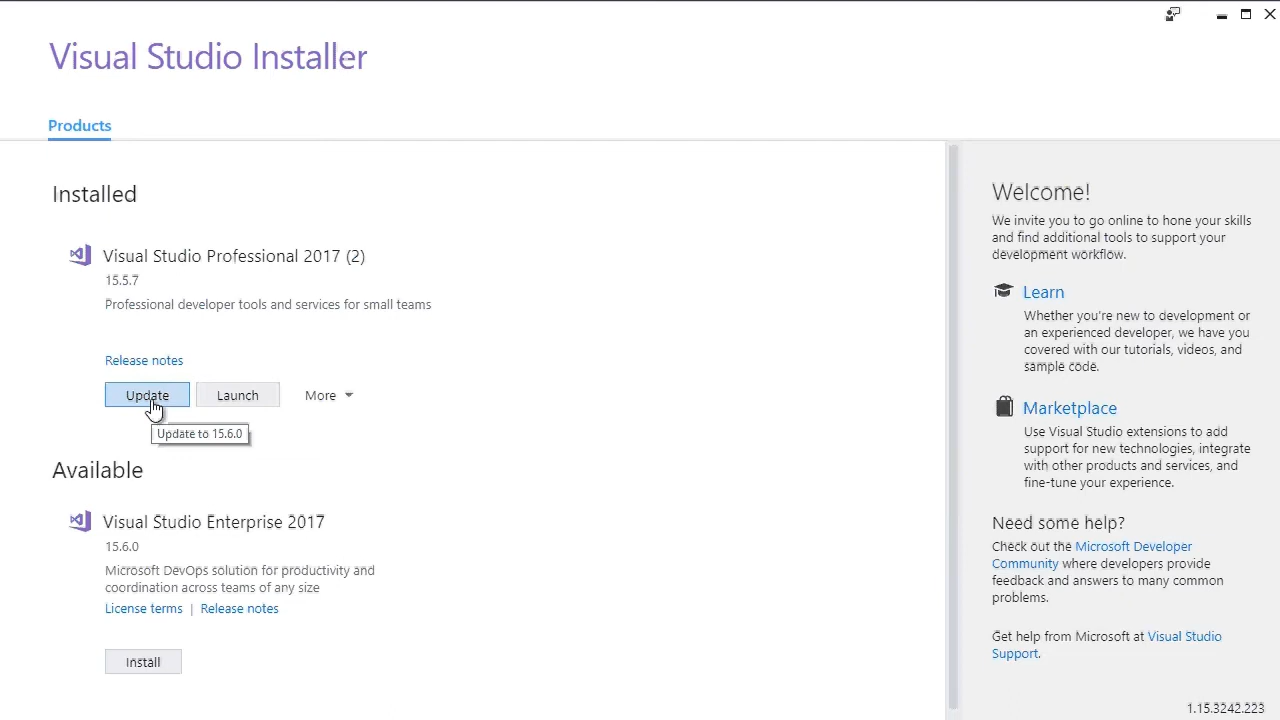 Visual Studio Installer
Products
Installed
Visual Studio Professional 2017 (2)
15.5.7
Professional developer tools and services for small teams
Release notes
Update
Launch
More
Update to 15.6.0
Available
Visual Studio Enterprise 2017
15.6.0
Microsoft DevOps solution for productivity and
coordination across teams of any size
License terms | Release notes
Install
Welcome!
We invite you to go online to hone your skills
and find additional tools to support your
development workflow.
Learn
Whether you're new to development or
an experienced developer, we have you
covered with our tutorials, videos, and
sample code.
Marketplace
Use Visual Studio extensions to add
support for new technologies, integrate
with other products and services, and
fine-tune your experience.
Need some help?
Check out the Microsoft Developer
Community where developers provide
feedback and answers to many common
problems.
Get help from Microsoft at Visual Studio
Support.
1.15.3242.223